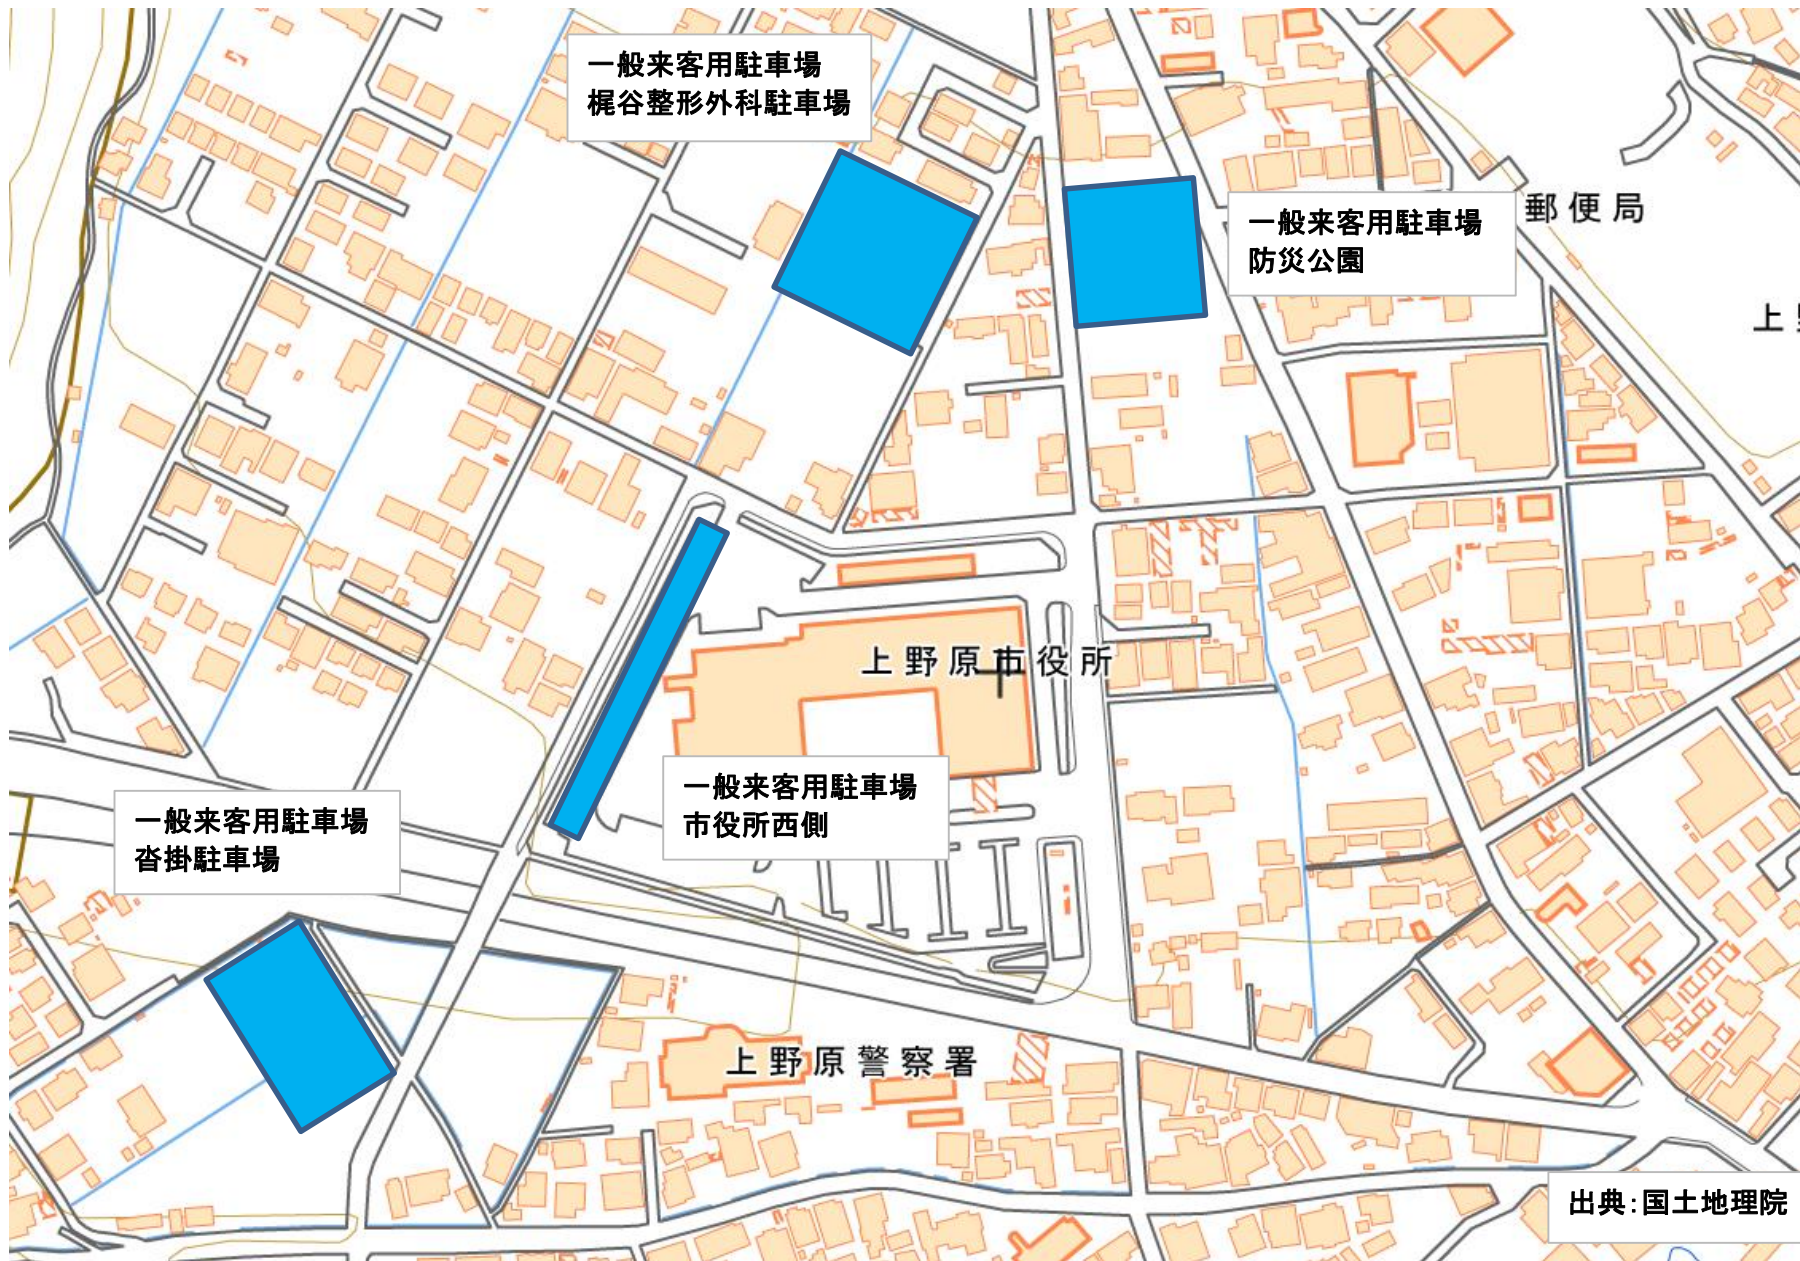 一般来客用駐車場
梶谷整形外科駐車場
一般来客用駐車場
防災公園
郵便局
上野原市役所
一般来客用駐車場
市役所西側
一般来客用駐車場
沓掛駐車場
上野原警察署
出典:国土地理院